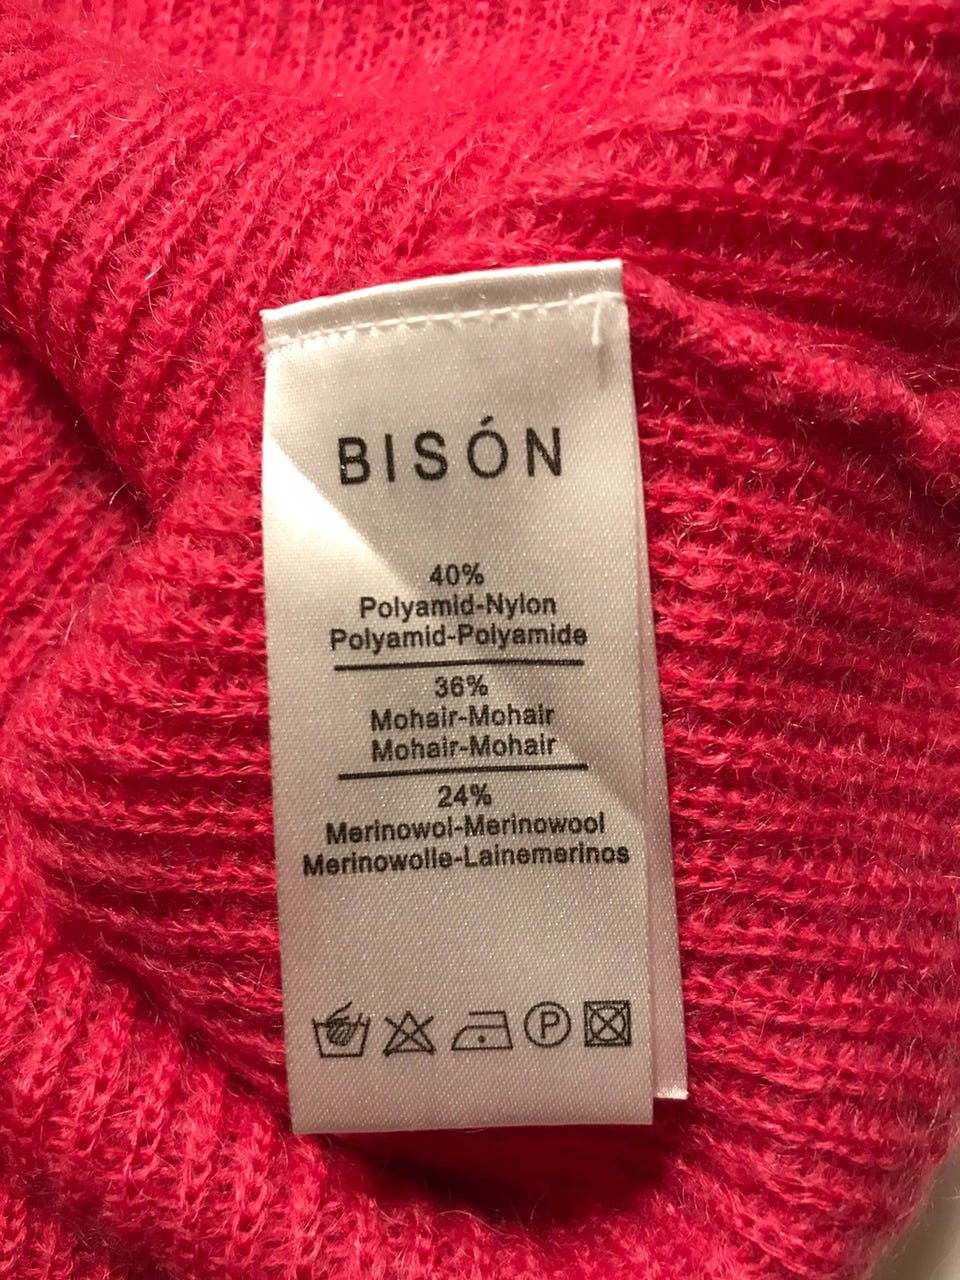 BISÓN
40%
Polyamid-Nylon
Polyamid-Polyamide
36%
Mohair-Mohair
Mohair-Mohair
24%
Merinowol-Merinowool
Merinowolle-Lainemerinos
P